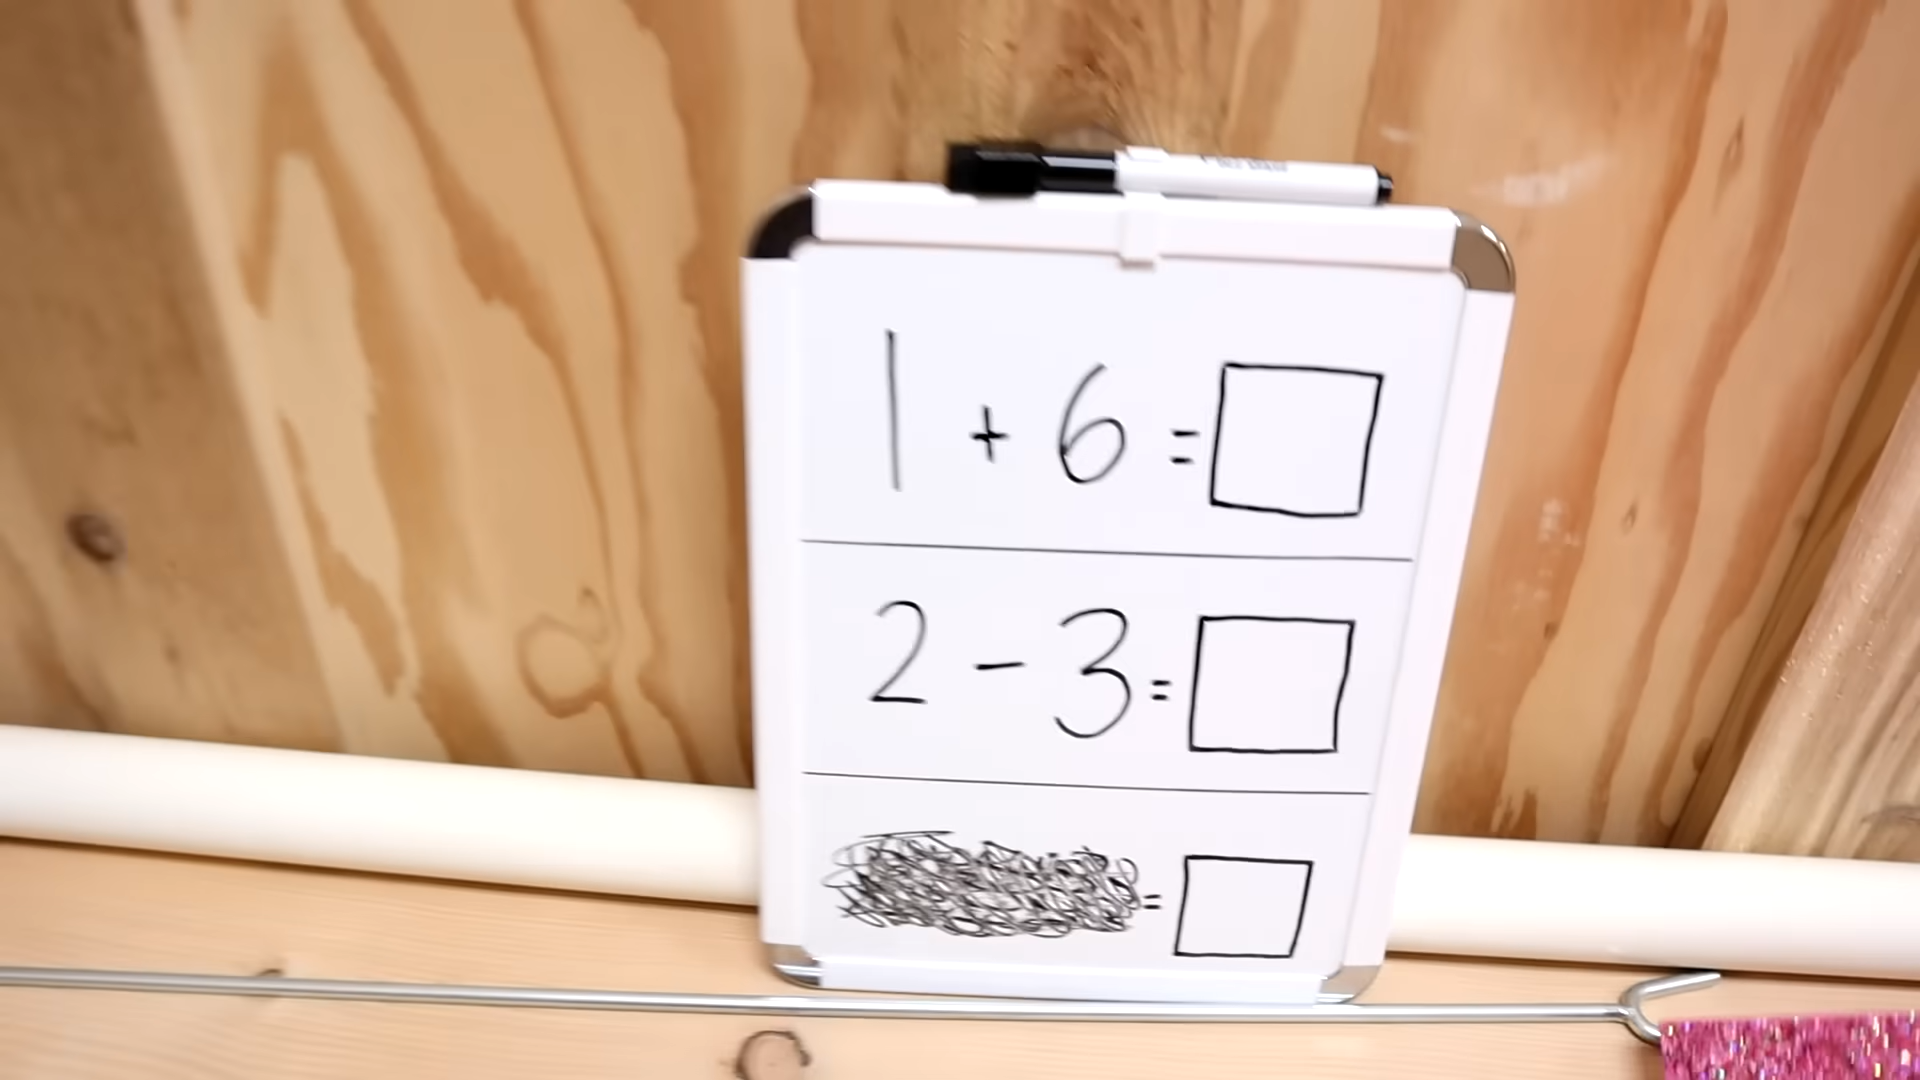 1 + 6 =
2 - 3 =
=